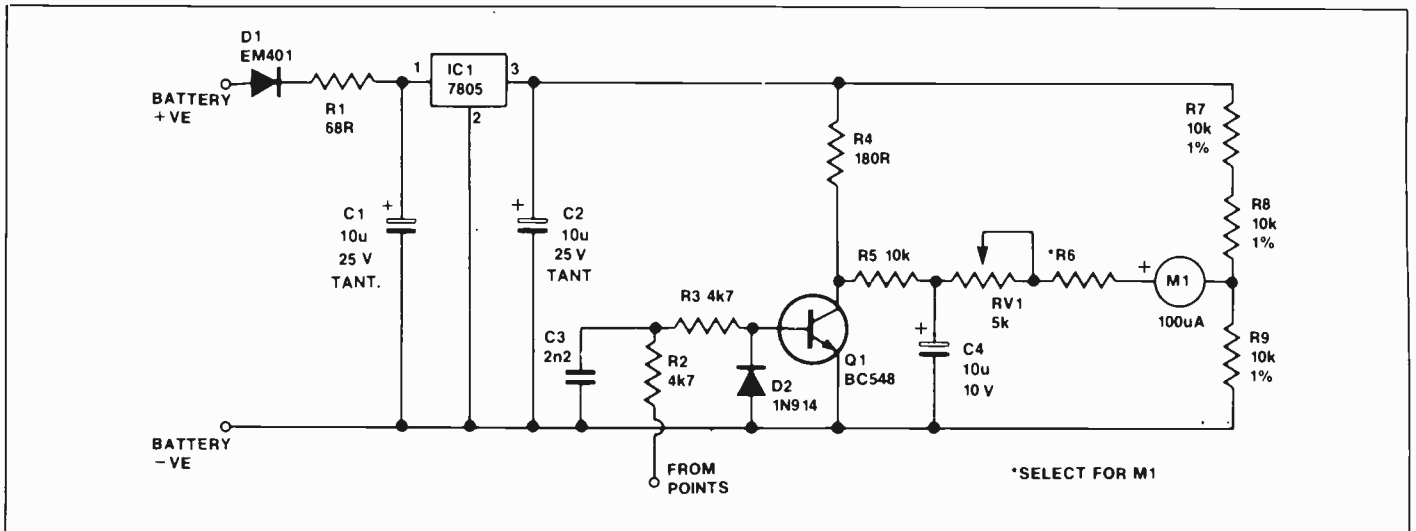 D1
EM401
BATTERY
+VE
R1
68R
1
IC1
7805
3
2
C1
10u
25 V
TANT.
+
C2
10u
25 V
TANT
+
R4
180R
R7
10k
1%
R8
10k
1%
R5 10k
RV1
5k
*R6
+
M1
100uA
R9
10k
1%
C3
2n2
R3 4k7
R2
4k7
D2
1N914
Q1
BC548
+
C4
10u
10 V
BATTERY
−VE
FROM
POINTS
*SELECT FOR M1